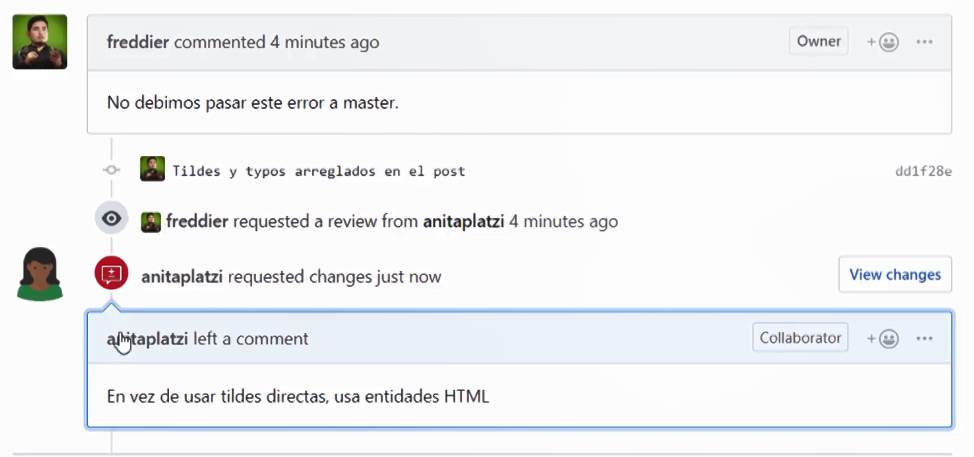 freddier commented 4 minutes ago Owner
No debimos pasar este error a master.
Tildes y typos arreglados en el post dd1f28e
freddier requested a review from anitaplatzi 4 minutes ago
anitaplatzi requested changes just now View changes
anitaplatzi left a comment Collaborator
En vez de usar tildes directas, usa entidades HTML